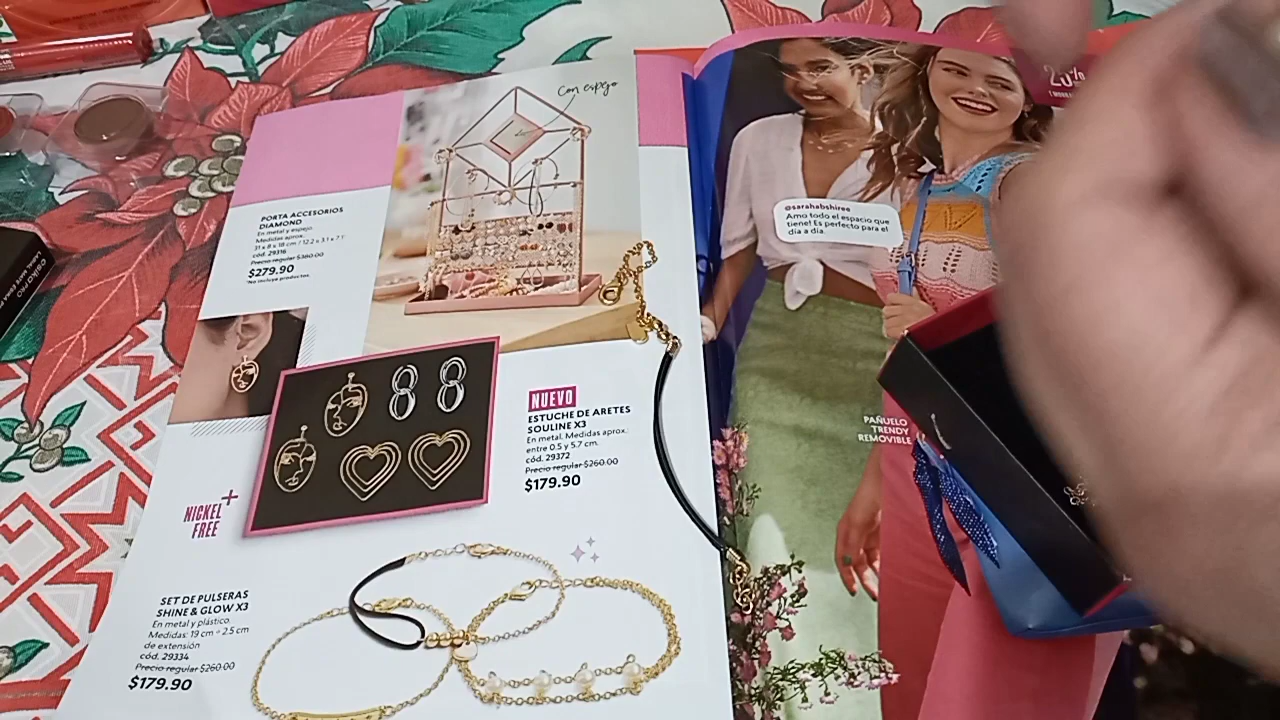 Con espejo
PORTA ACCESORIOS
DIAMOND
En metal y espejo.
Medidas aprox.:
31 x 8 x 18 cm / 12.2 x 3.1 x 7.1"
cód. 29316
Precio regular $380.00
$279.90
*No incluye productos.
NUEVO
ESTUCHE DE ARETES
SOULINE X3
En metal. Medidas aprox.:
entre 0.5 y 5.7 cm.
cód. 29372
Precio regular $260.00
$179.90
NICKEL+
FREE
SET DE PULSERAS
SHINE & GLOW X3
En metal y plástico.
Medidas: 19 cm + 2.5 cm
de extensión
cód. 29334
Precio regular $260.00
$179.90
@sarahbshiree
Amo todo el espacio que
tiene! Es perfecto para el
día a día.
20%
PAÑUELO
TRENDY
REMOVIBLE